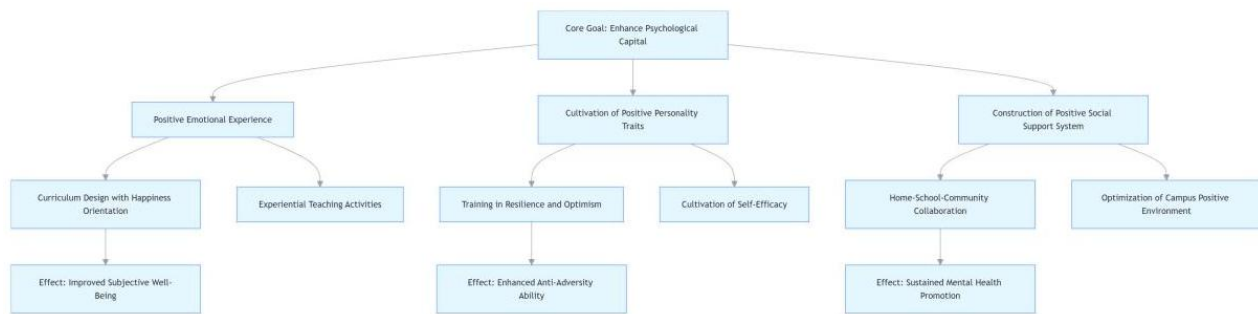 Core Goal: Enhance Psychological
Capital
Positive Emotional Experience
Cultivation of Positive Personality
Traits
Construction of Positive Social
Support System
Curriculum Design with Happiness
Orientation
Experiential Teaching Activities
Training in Resilience and Optimism
Cultivation of Self-Efficacy
Home-School-Community
Collaboration
Optimization of Campus Positive
Environment
Effect: Improved Subjective Well-
Being
Effect: Enhanced Anti-Adversity
Ability
Effect: Sustained Mental Health
Promotion